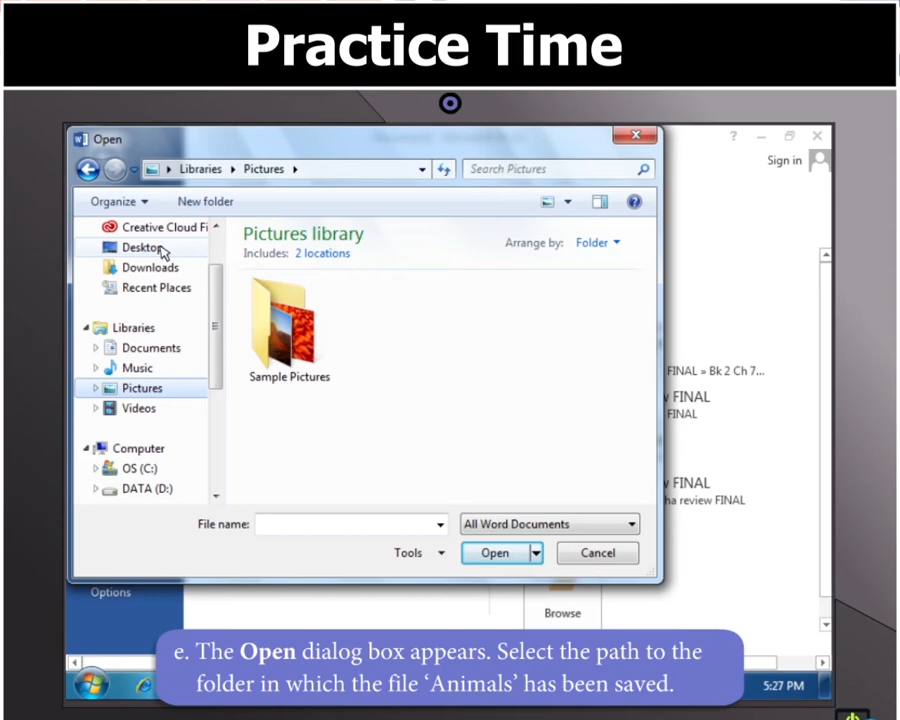 Practice Time
Open
Libraries Pictures
Search Pictures
? Sign in
Organize New folder
Creative Cloud Fi
Desktop
Downloads
Recent Places
Libraries
Documents
Music
Pictures
Videos
Computer
OS (C:)
DATA (D:)
Pictures library
Includes: 2 locations
Arrange by: Folder
Sample Pictures
FINAL » Bk 2 Ch 7...
FINAL
FINAL
FINAL
review FINAL
File name:
All Word Documents
Tools Open Cancel
Options
Browse
e. The Open dialog box appears. Select the path to the
folder in which the file ‘Animals’ has been saved.
5:27 PM